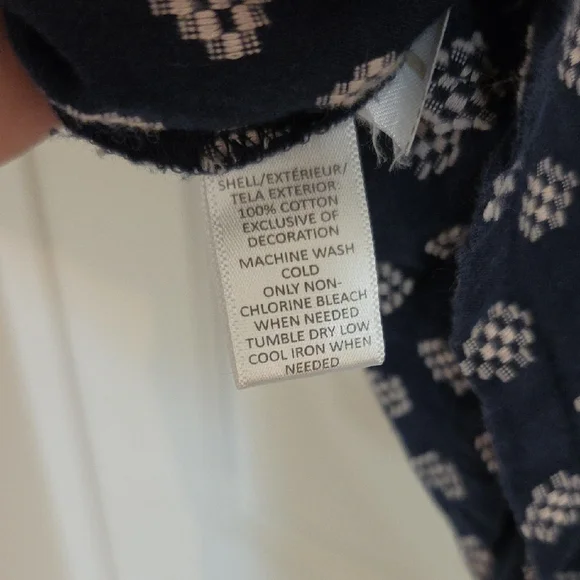 SHELL/EXTÉRIEUR/
TELA EXTERIOR:
100% COTTON
EXCLUSIVE OF
DECORATION
MACHINE WASH
COLD
ONLY NON-
CHLORINE BLEACH
WHEN NEEDED
TUMBLE DRY LOW
COOL IRON WHEN
NEEDED